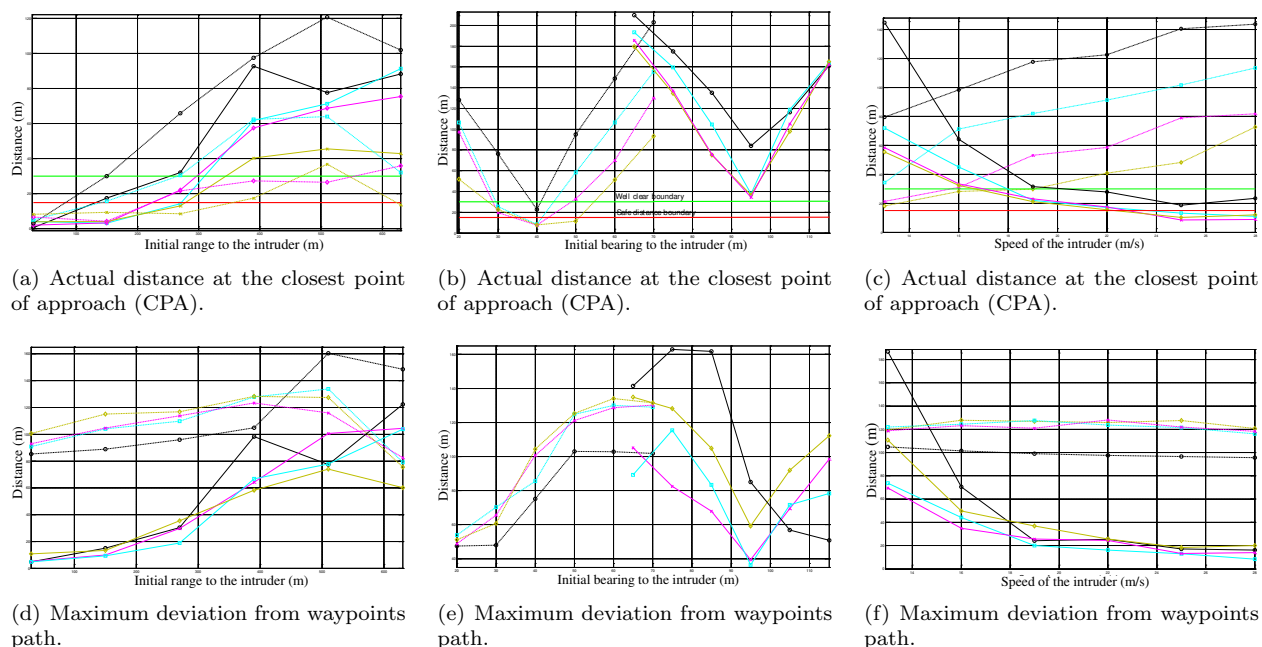 Distance (m)
Initial range to the intruder (m)
(a) Actual distance at the closest point
of approach (CPA).
Distance (m)
Well clear boundary
Safe distance boundary
Initial bearing to the intruder (m)
(b) Actual distance at the closest point
of approach (CPA).
Distance (m)
Speed of the intruder (m/s)
(c) Actual distance at the closest point
of approach (CPA).
Distance (m)
Initial range to the intruder (m)
(d) Maximum deviation from waypoints
path.
Distance (m)
Initial bearing to the intruder (m)
(e) Maximum deviation from waypoints
path.
Distance (m)
Speed of the intruder (m/s)
(f) Maximum deviation from waypoints
path.